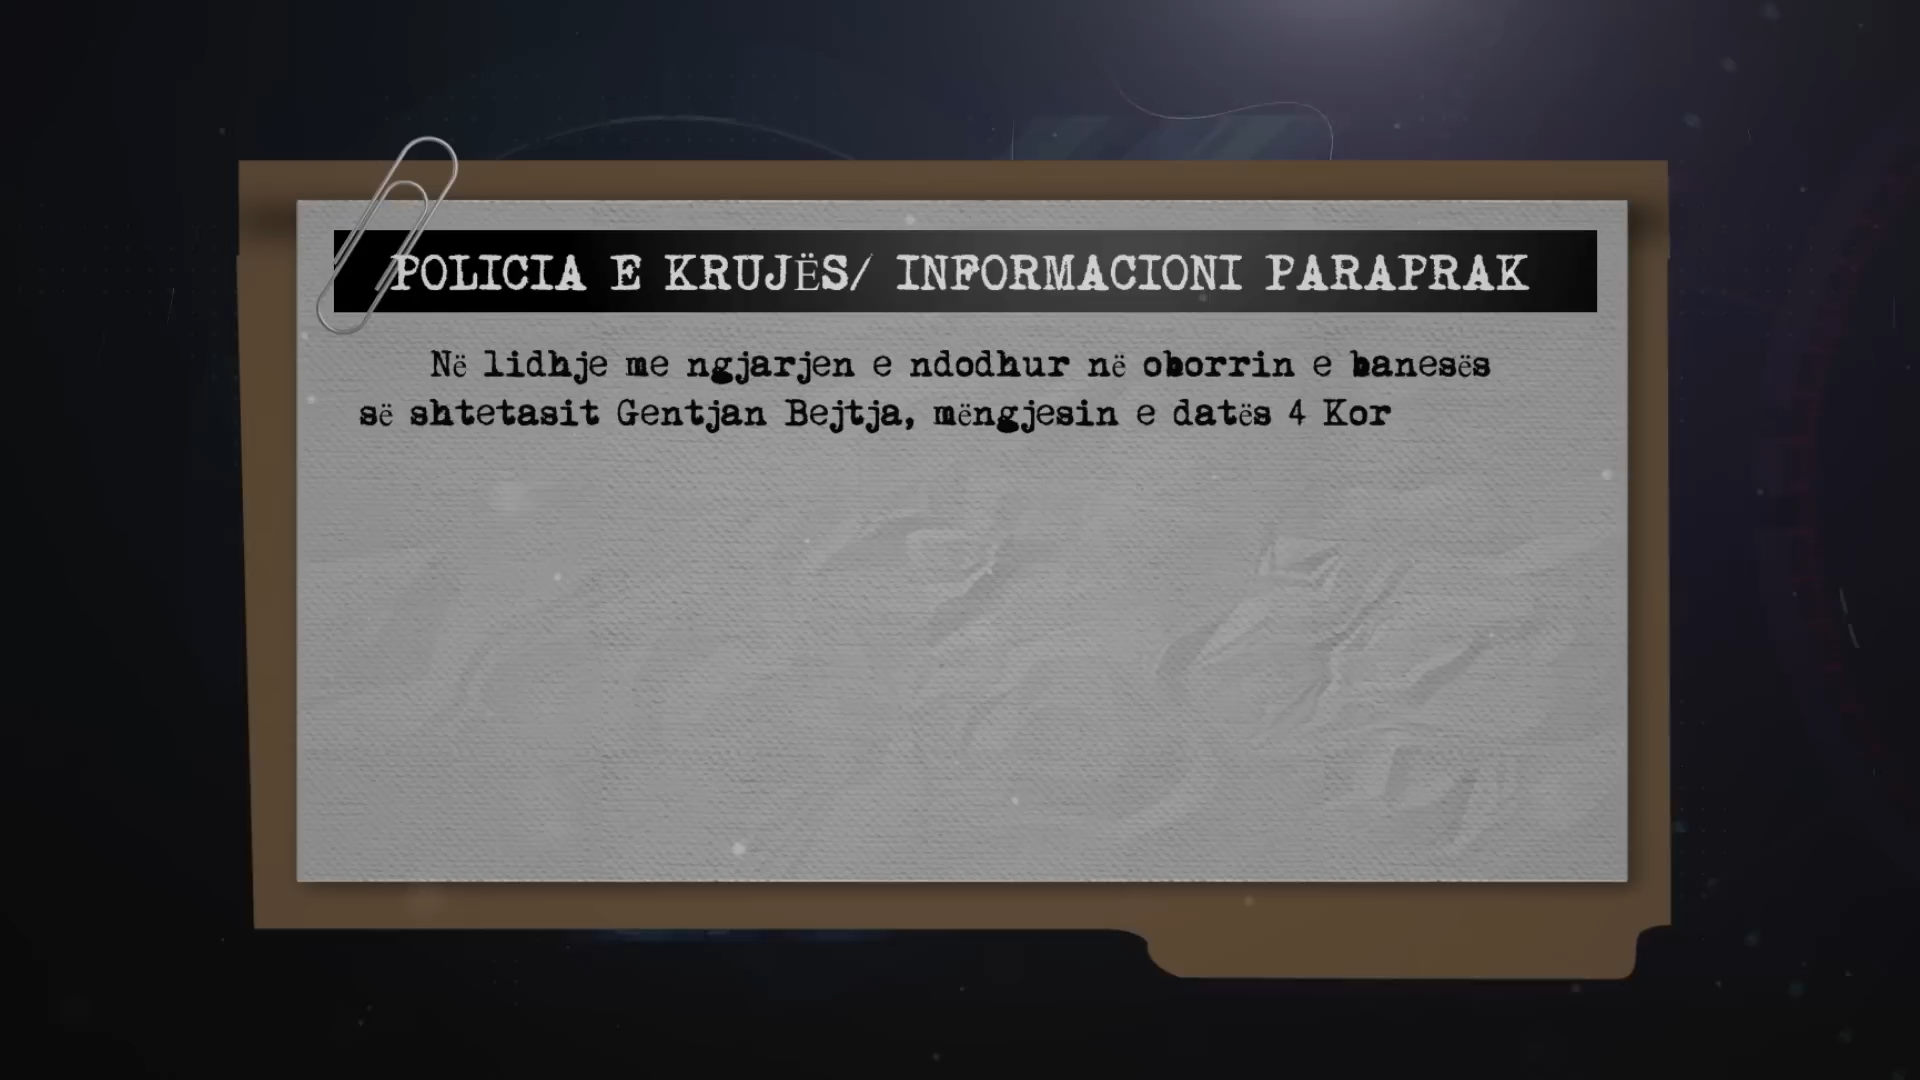 POLICIA E KRUJËS/ INFORMACIONI PARAPRAK
Në lidhje me ngjarjen e ndodhur në oborrin e banesës
së shtetasit Gentjan Bejtja, mëngjesin e datës 4 Kor